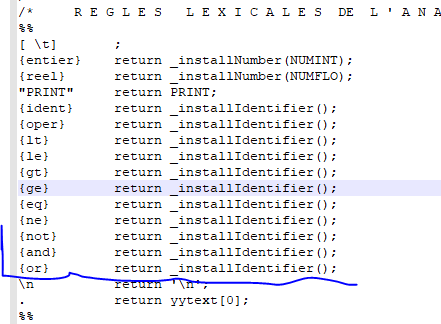 /*    R E G L E S   L E X I C A L E S  DE  L ' A N A
%%
[ \t]      ;
{entier}   return _installNumber(NUMINT);
{reel}     return _installNumber(NUMFLO);
"PRINT"    return PRINT;
{ident}    return _installIdentifier();
{oper}     return _installIdentifier();
{lt}       return _installIdentifier();
{le}       return _installIdentifier();
{gt}       return _installIdentifier();
{ge}       return _installIdentifier();
{eq}       return _installIdentifier();
{ne}       return _installIdentifier();
{not}      return _installIdentifier();
{and}      return _installIdentifier();
{or}       return _installIdentifier();
\n         return '\n';
.          return yytext[0];
%%